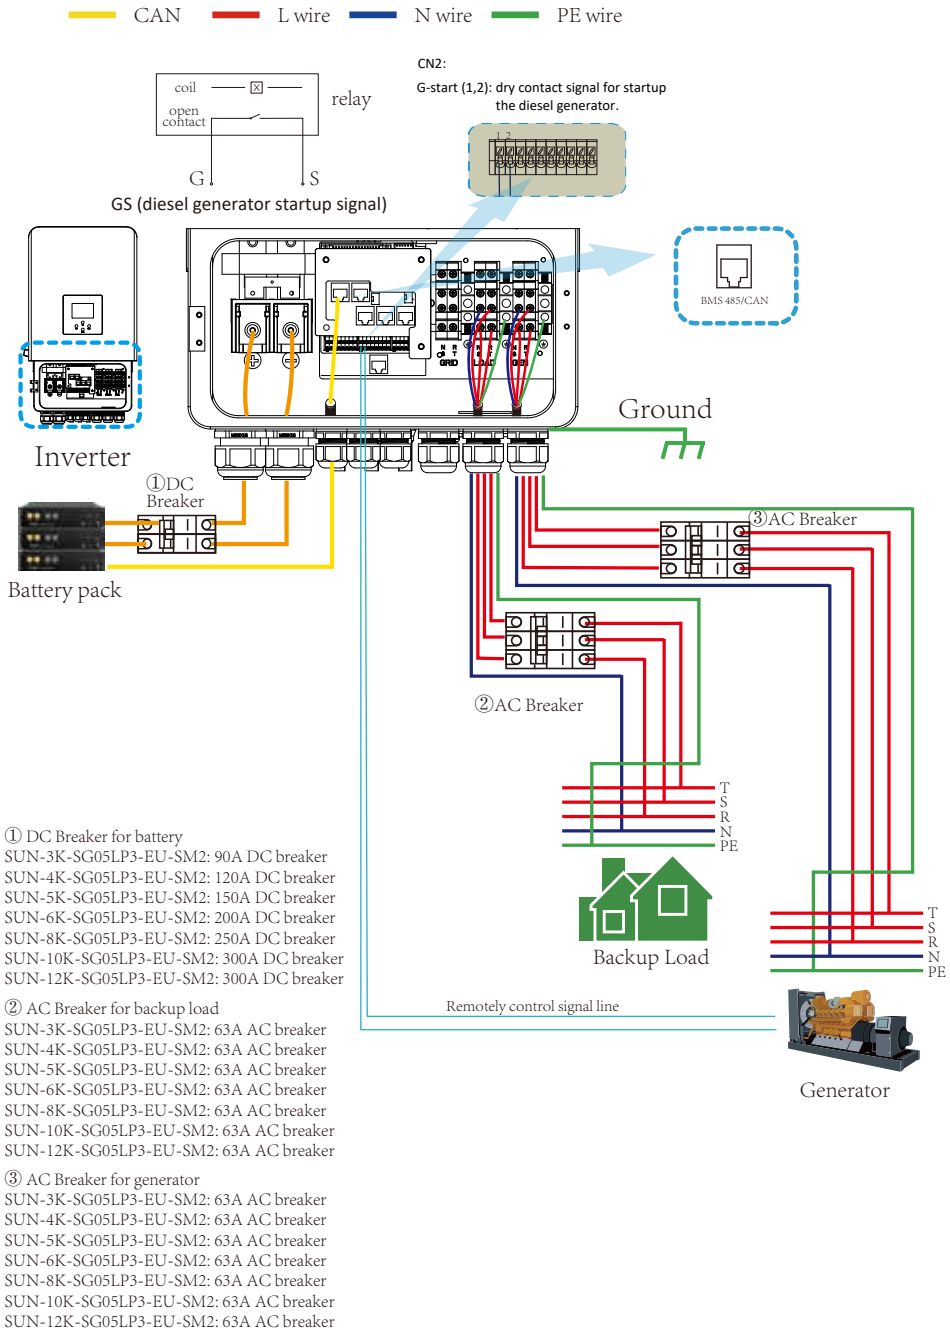 CAN
L wire
N wire
PE wire
CN2:
G-start (1,2): dry contact signal for startup
the diesel generator.
coil
relay
open
contact
1 2
G
S
GS (diesel generator startup signal)
BMS 485/CAN
N R
S T
GRID
N R
S T
LOAD
N R
S T
GEN
Ground
Inverter
①DC
Breaker
③AC Breaker
Battery pack
②AC Breaker
T
S
R
N
PE
① DC Breaker for battery
SUN-3K-SG05LP3-EU-SM2: 90A DC breaker
SUN-4K-SG05LP3-EU-SM2: 120A DC breaker
SUN-5K-SG05LP3-EU-SM2: 150A DC breaker
SUN-6K-SG05LP3-EU-SM2: 200A DC breaker
SUN-8K-SG05LP3-EU-SM2: 250A DC breaker
SUN-10K-SG05LP3-EU-SM2: 300A DC breaker
SUN-12K-SG05LP3-EU-SM2: 300A DC breaker
Backup Load
T
S
R
N
PE
② AC Breaker for backup load
SUN-3K-SG05LP3-EU-SM2: 63A AC breaker
SUN-4K-SG05LP3-EU-SM2: 63A AC breaker
SUN-5K-SG05LP3-EU-SM2: 63A AC breaker
SUN-6K-SG05LP3-EU-SM2: 63A AC breaker
SUN-8K-SG05LP3-EU-SM2: 63A AC breaker
SUN-10K-SG05LP3-EU-SM2: 63A AC breaker
SUN-12K-SG05LP3-EU-SM2: 63A AC breaker
Remotely control signal line
Generator
③ AC Breaker for generator
SUN-3K-SG05LP3-EU-SM2: 63A AC breaker
SUN-4K-SG05LP3-EU-SM2: 63A AC breaker
SUN-5K-SG05LP3-EU-SM2: 63A AC breaker
SUN-6K-SG05LP3-EU-SM2: 63A AC breaker
SUN-8K-SG05LP3-EU-SM2: 63A AC breaker
SUN-10K-SG05LP3-EU-SM2: 63A AC breaker
SUN-12K-SG05LP3-EU-SM2: 63A AC breaker